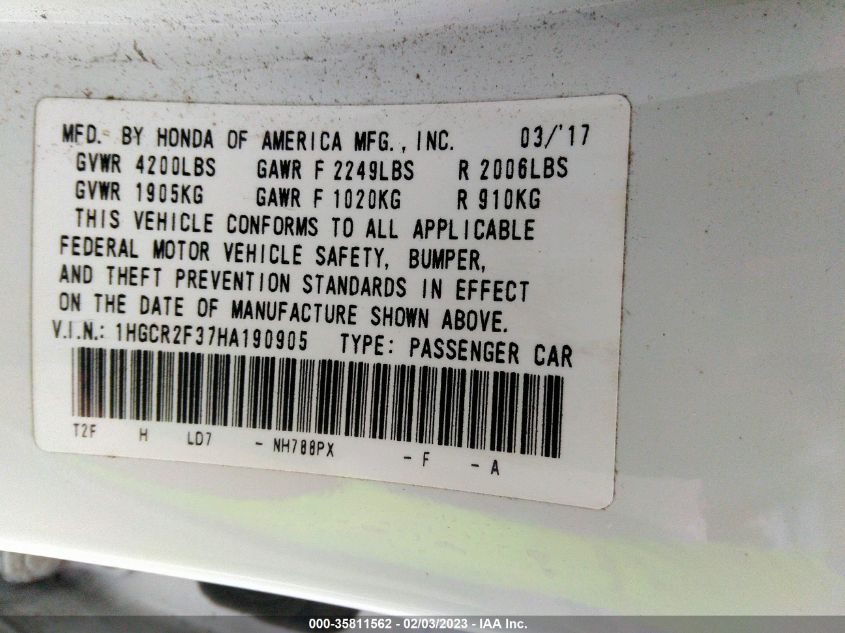 MFD. BY HONDA OF AMERICA MFG., INC. 03/'17
GVWR 4200LBS GAWR F 2249LBS R 2006LBS
GVWR 1905KG GAWR F 1020KG R 910KG
THIS VEHICLE CONFORMS TO ALL APPLICABLE
FEDERAL MOTOR VEHICLE SAFETY, BUMPER,
AND THEFT PREVENTION STANDARDS IN EFFECT
ON THE DATE OF MANUFACTURE SHOWN ABOVE.
V.I.N.: 1HGCR2F37HA190905 TYPE: PASSENGER CAR
T2F H LD7 - NH788PX - F - A
000-35811562 - 02/03/2023 - IAA Inc.